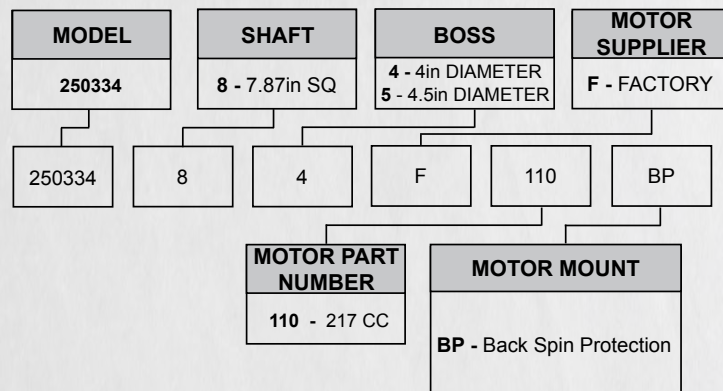 MODEL
250334
SHAFT
8 - 7.87in SQ
BOSS
4 - 4in DIAMETER
5 - 4.5in DIAMETER
MOTOR
SUPPLIER
F - FACTORY
250334
8
4
F
110
BP
MOTOR PART
NUMBER
110 - 217 CC
MOTOR MOUNT
BP - Back Spin Protection